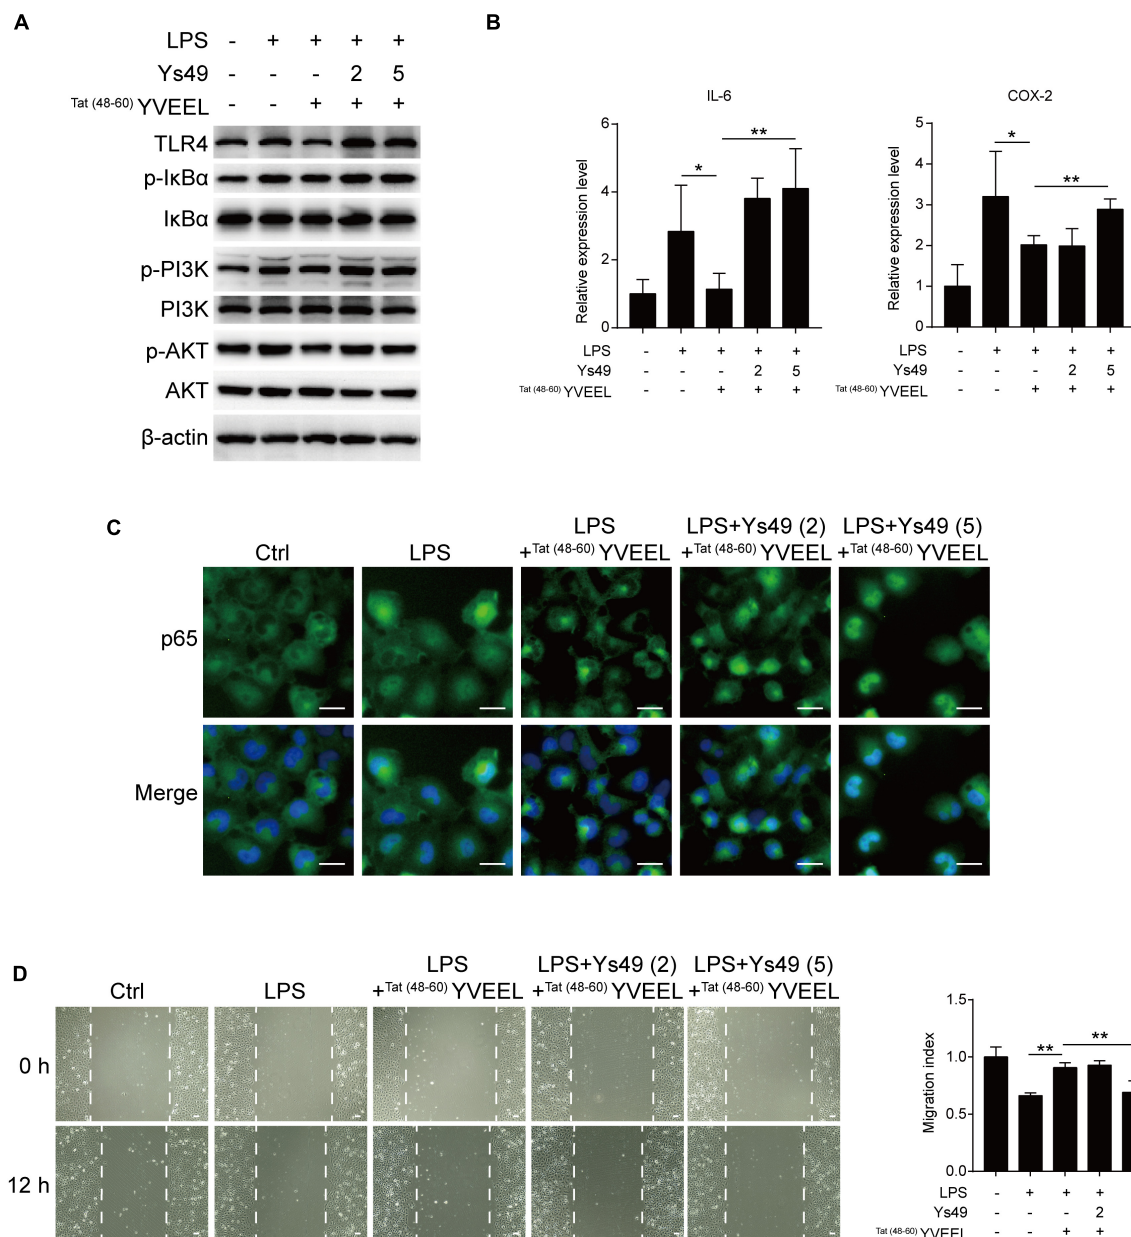 A
LPS - + + + +
Ys49 - - - 2 5
Tat (48-60) YVEEL - - + + +
TLR4
p-IκBα
IκBα
p-PI3K
PI3K
p-AKT
AKT
β-actin
B
IL-6
Relative expression level
6
4
2
0
*
**
LPS - + + + +
Ys49 - - - 2 5
Tat (48-60) YVEEL - - + + +
COX-2
Relative expression level
5
4
3
2
1
0
*
**
LPS - + + + +
Ys49 - - - 2 5
Tat (48-60) YVEEL - - + + +
C
Ctrl
LPS
LPS
+Tat (48-60) YVEEL
LPS+Ys49 (2)
+Tat (48-60) YVEEL
LPS+Ys49 (5)
+Tat (48-60) YVEEL
p65
Merge
D
Ctrl
LPS
LPS
+Tat (48-60) YVEEL
LPS+Ys49 (2)
+Tat (48-60) YVEEL
LPS+Ys49 (5)
+Tat (48-60) YVEEL
0 h
12 h
Migration index
1.5
1.0
0.5
0.0
**
**
LPS - + + +
Ys49 - - - 2
Tat (48-60) YVEEL - - + +